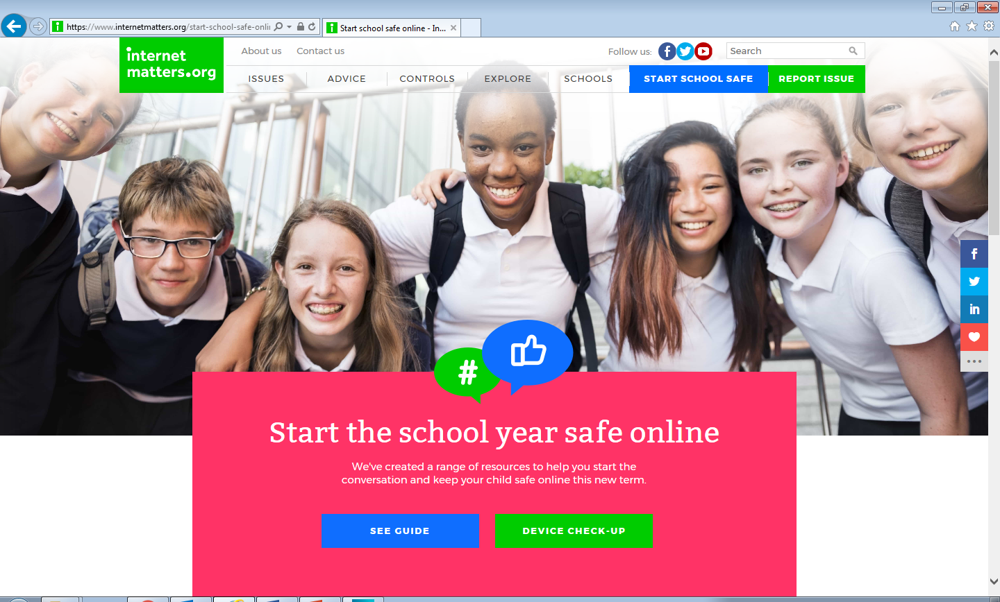 https://www.internetmatters.org/start-school-safe-onli
Start school safe online - In...
internet
matters.org
About us
Contact us
Follow us:
Search
ISSUES
ADVICE
CONTROLS
EXPLORE
SCHOOLS
START SCHOOL SAFE
REPORT ISSUE
#
Start the school year safe online
We've created a range of resources to help you start the
conversation and keep your child safe online this new term.
SEE GUIDE
DEVICE CHECK-UP